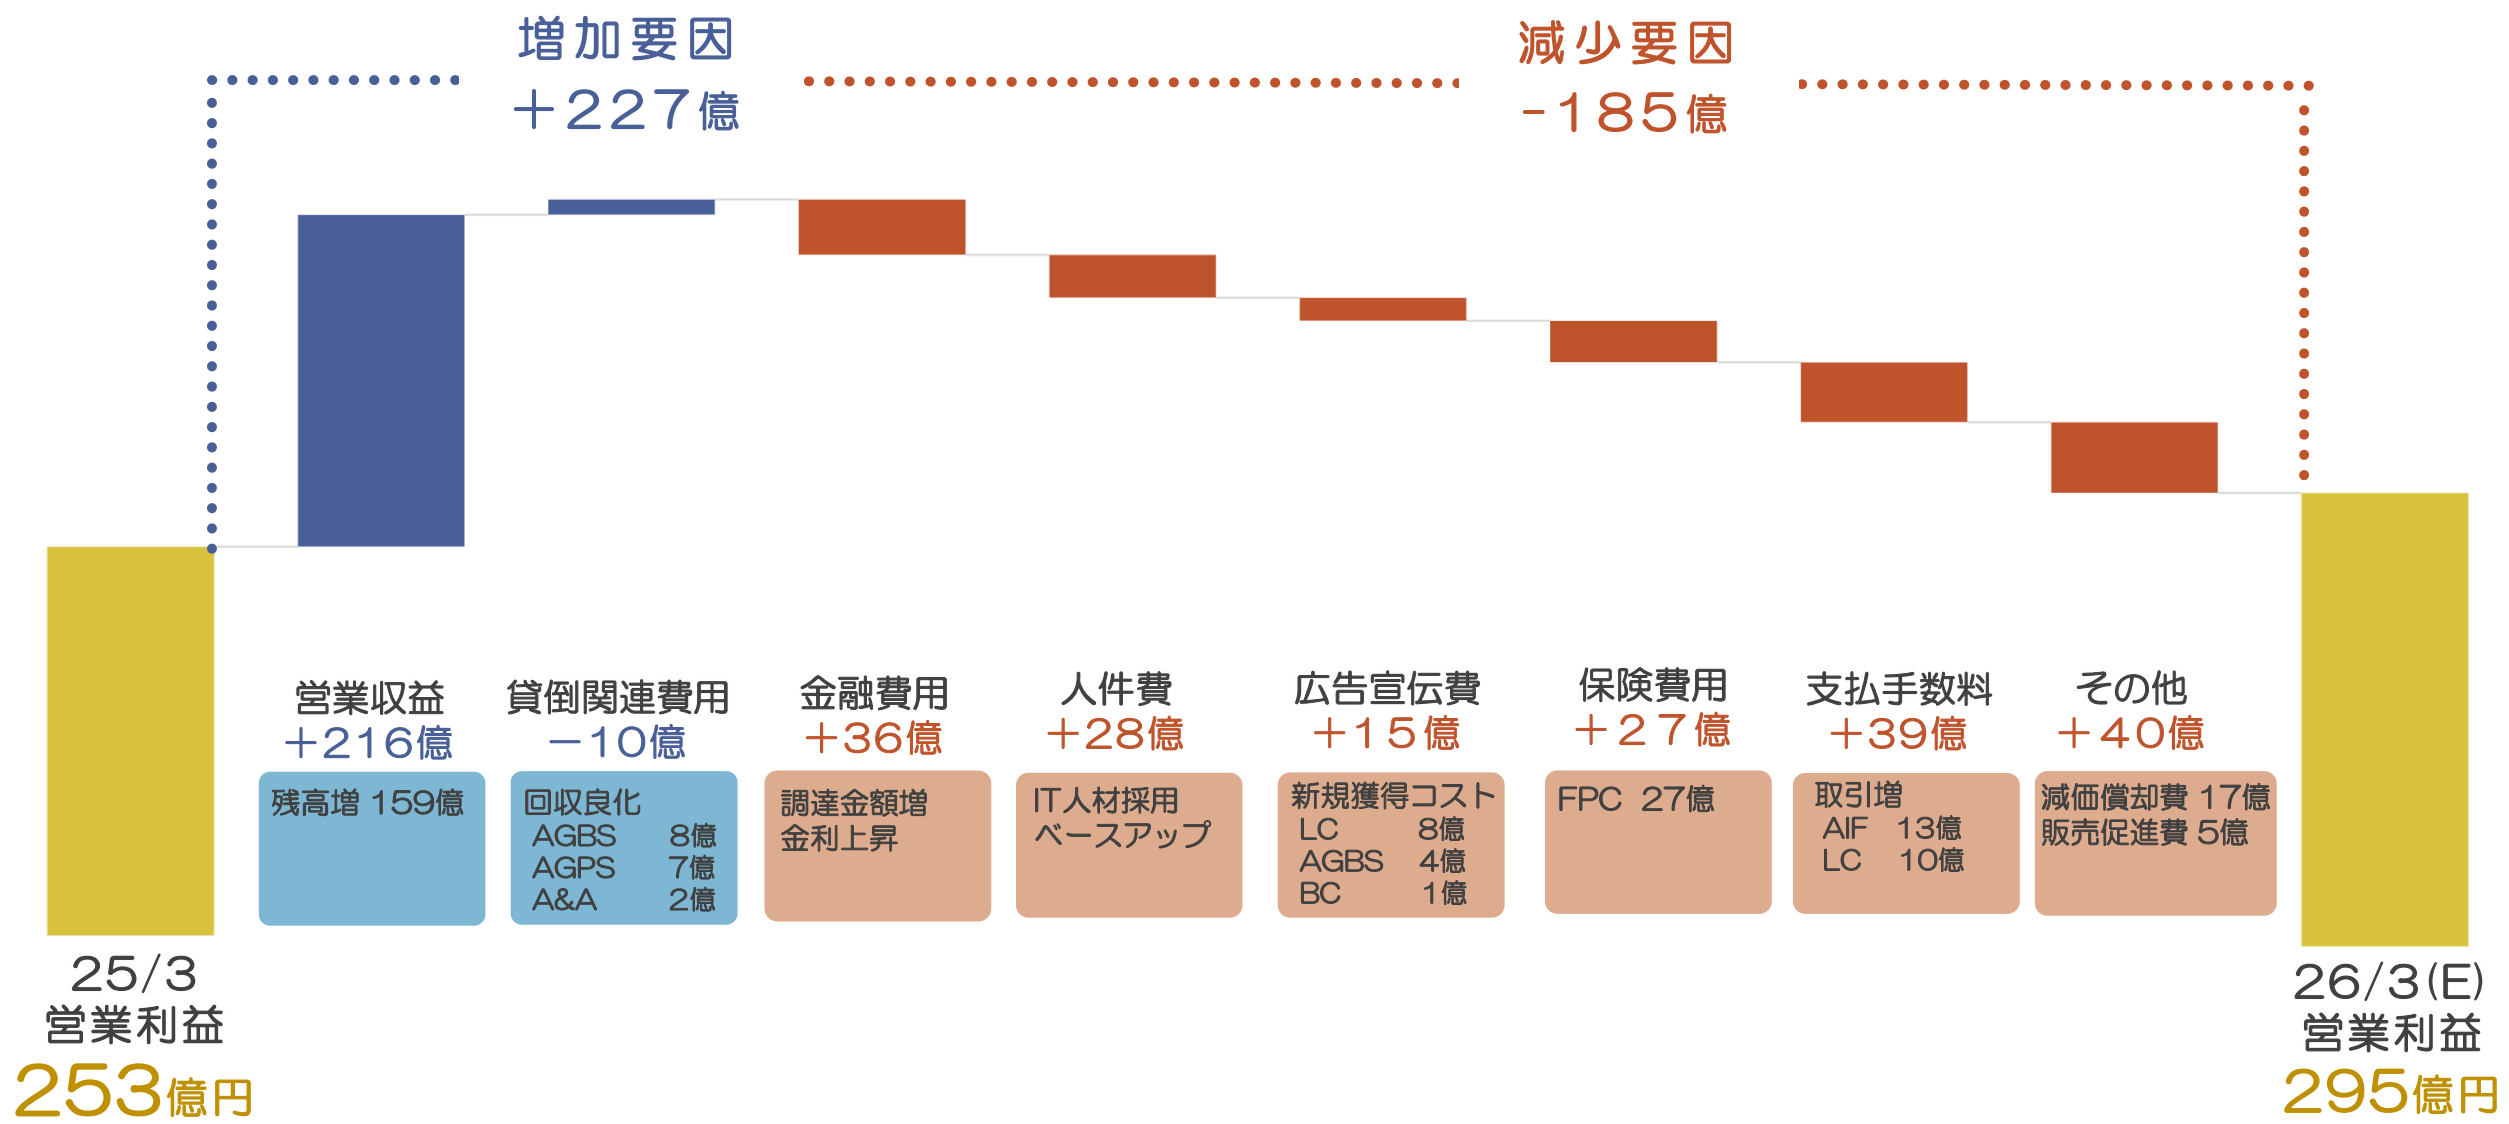 増加要因
+227億
減少要因
-185億
営業収益
+216億
残高増 199億
貸倒関連費用
-10億
回収良化
AGBS 8億
AGPS 7億
A&A 2億
金融費用
+36億
調達金額増
金利上昇
人件費
+28億
IT人材採用
ベースアップ
広告宣伝費
+15億
新規獲得コスト
LC 8億
AGBS 4億
BC 1億
保険費用
+27億
FPC 22億
支払手数料
+39億
取引増
AIF 13億
LC 10億
その他
+40億
減価償却費 17億
販売促進費 5億
25/3
営業利益
253億円
26/3(E)
営業利益
295億円